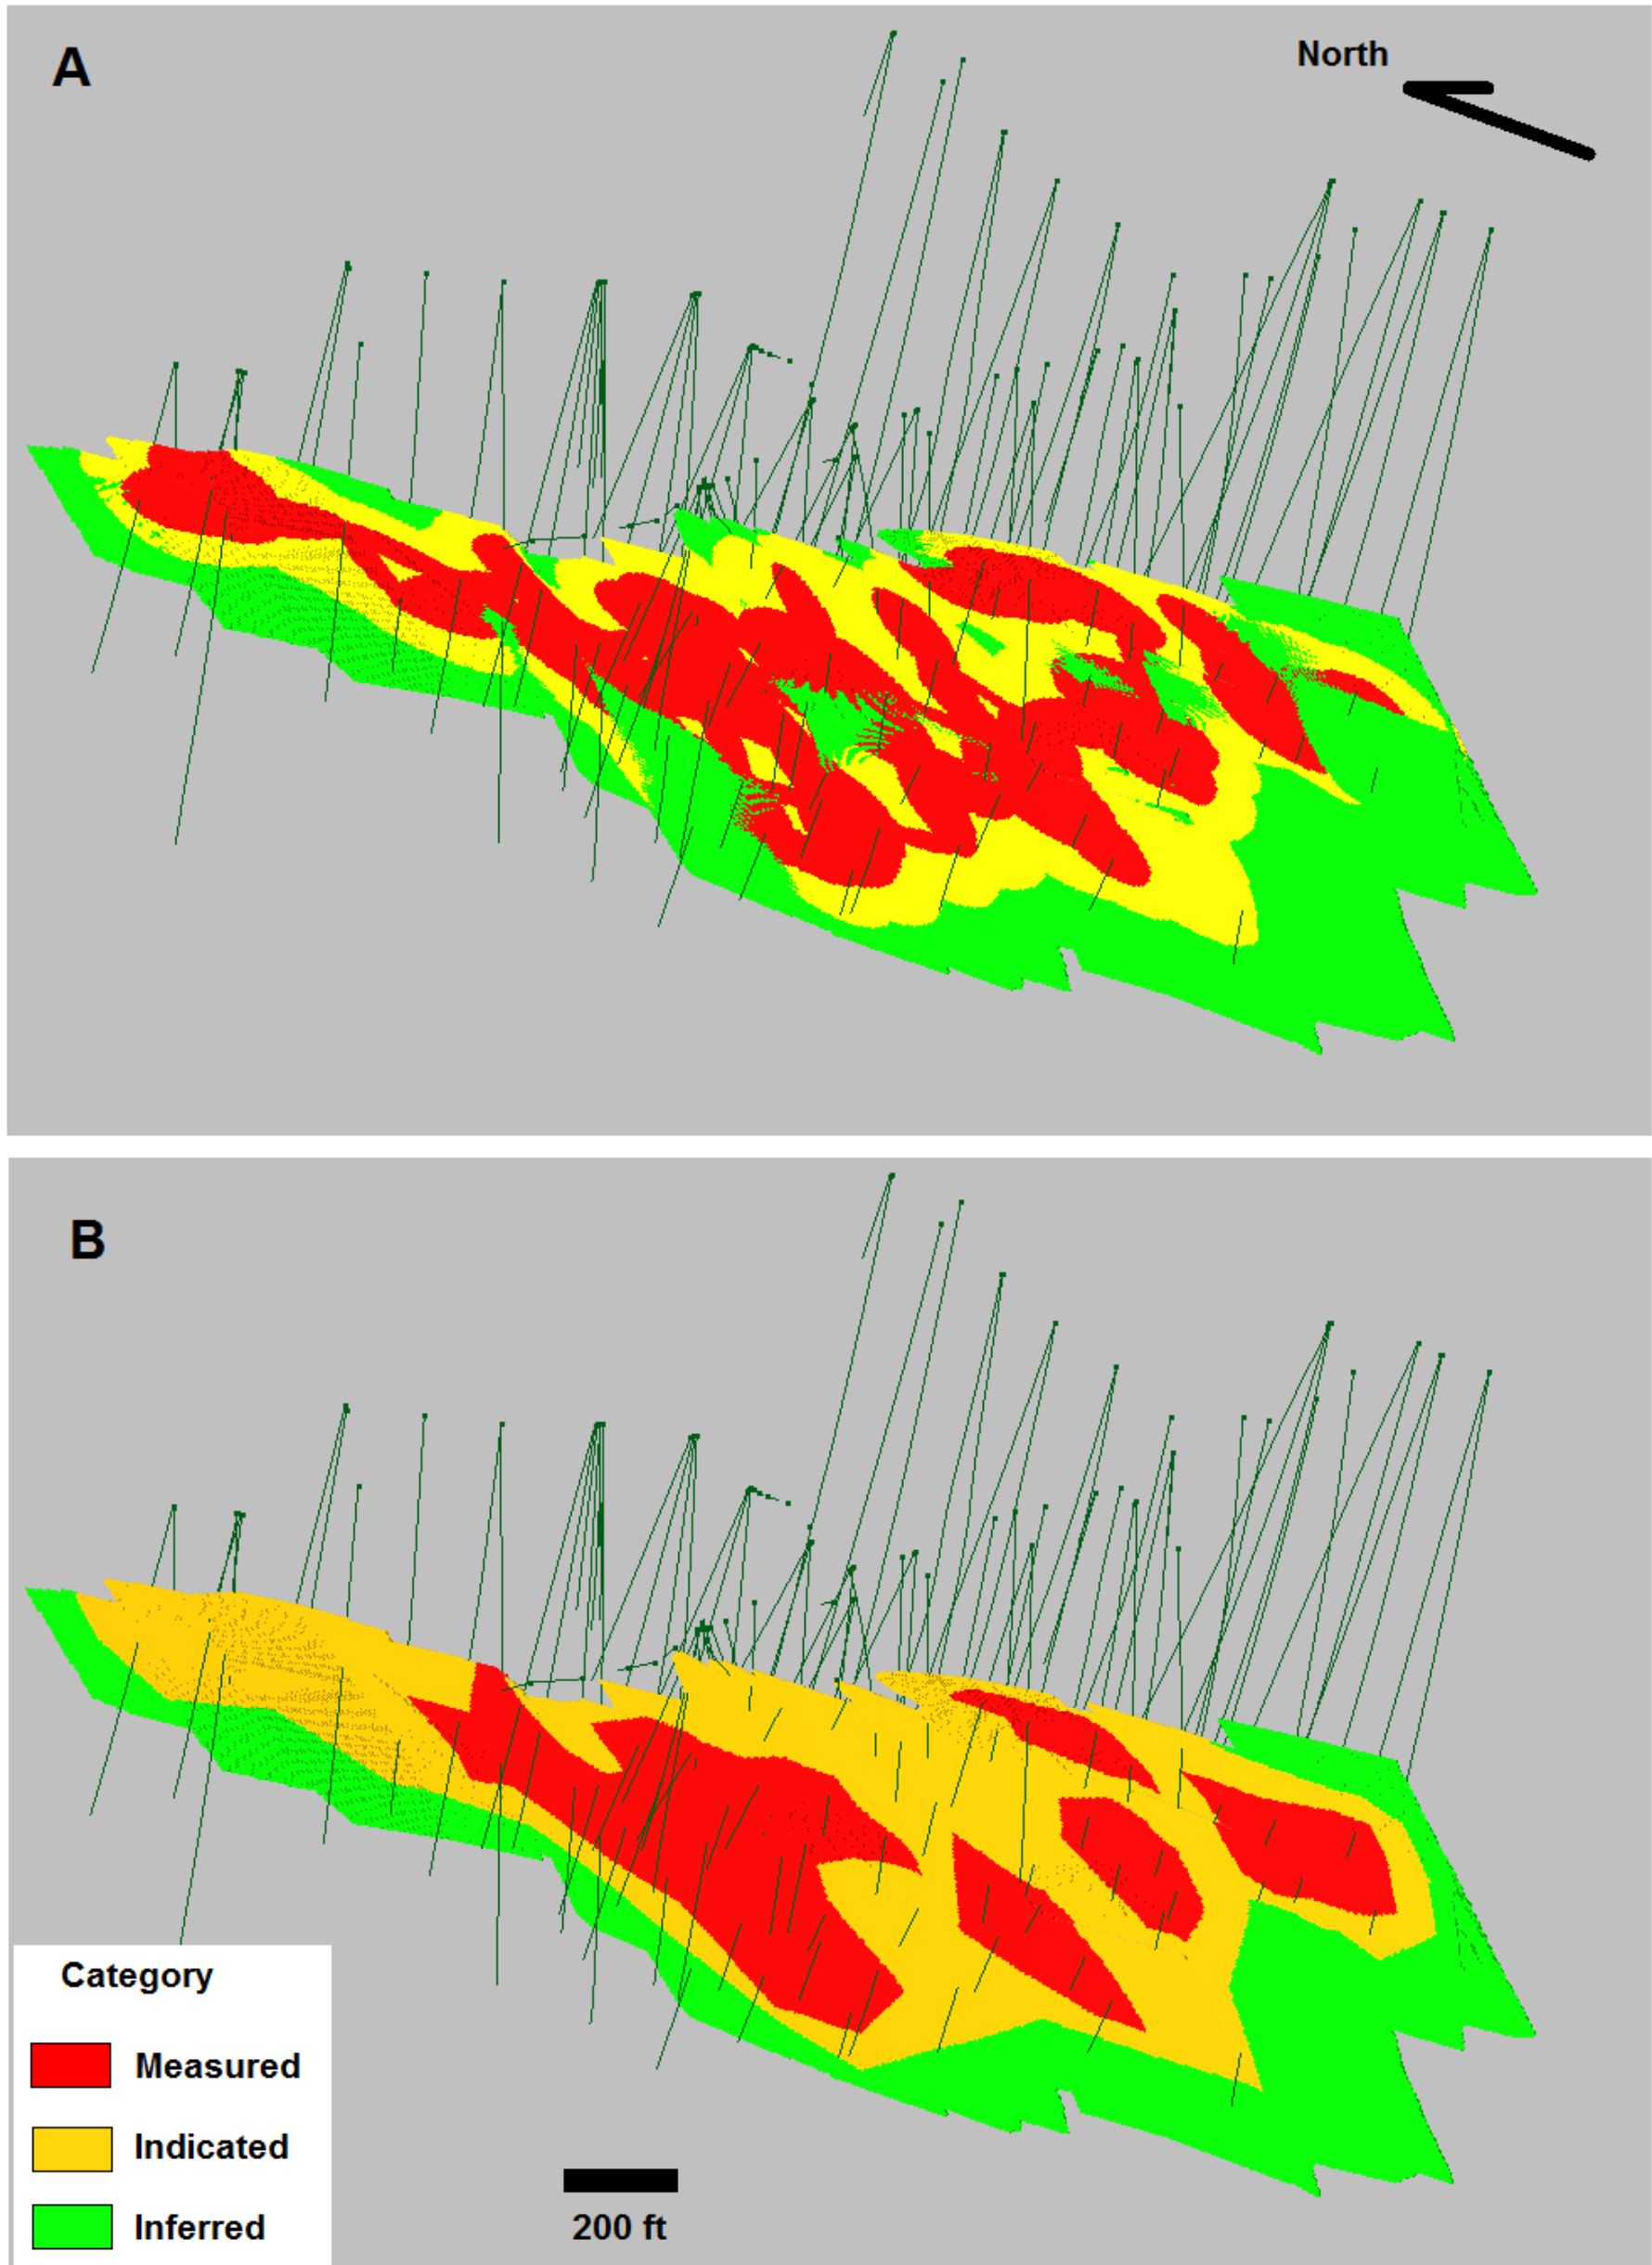 A
North
B
Category
Measured
Indicated
Inferred
200 ft